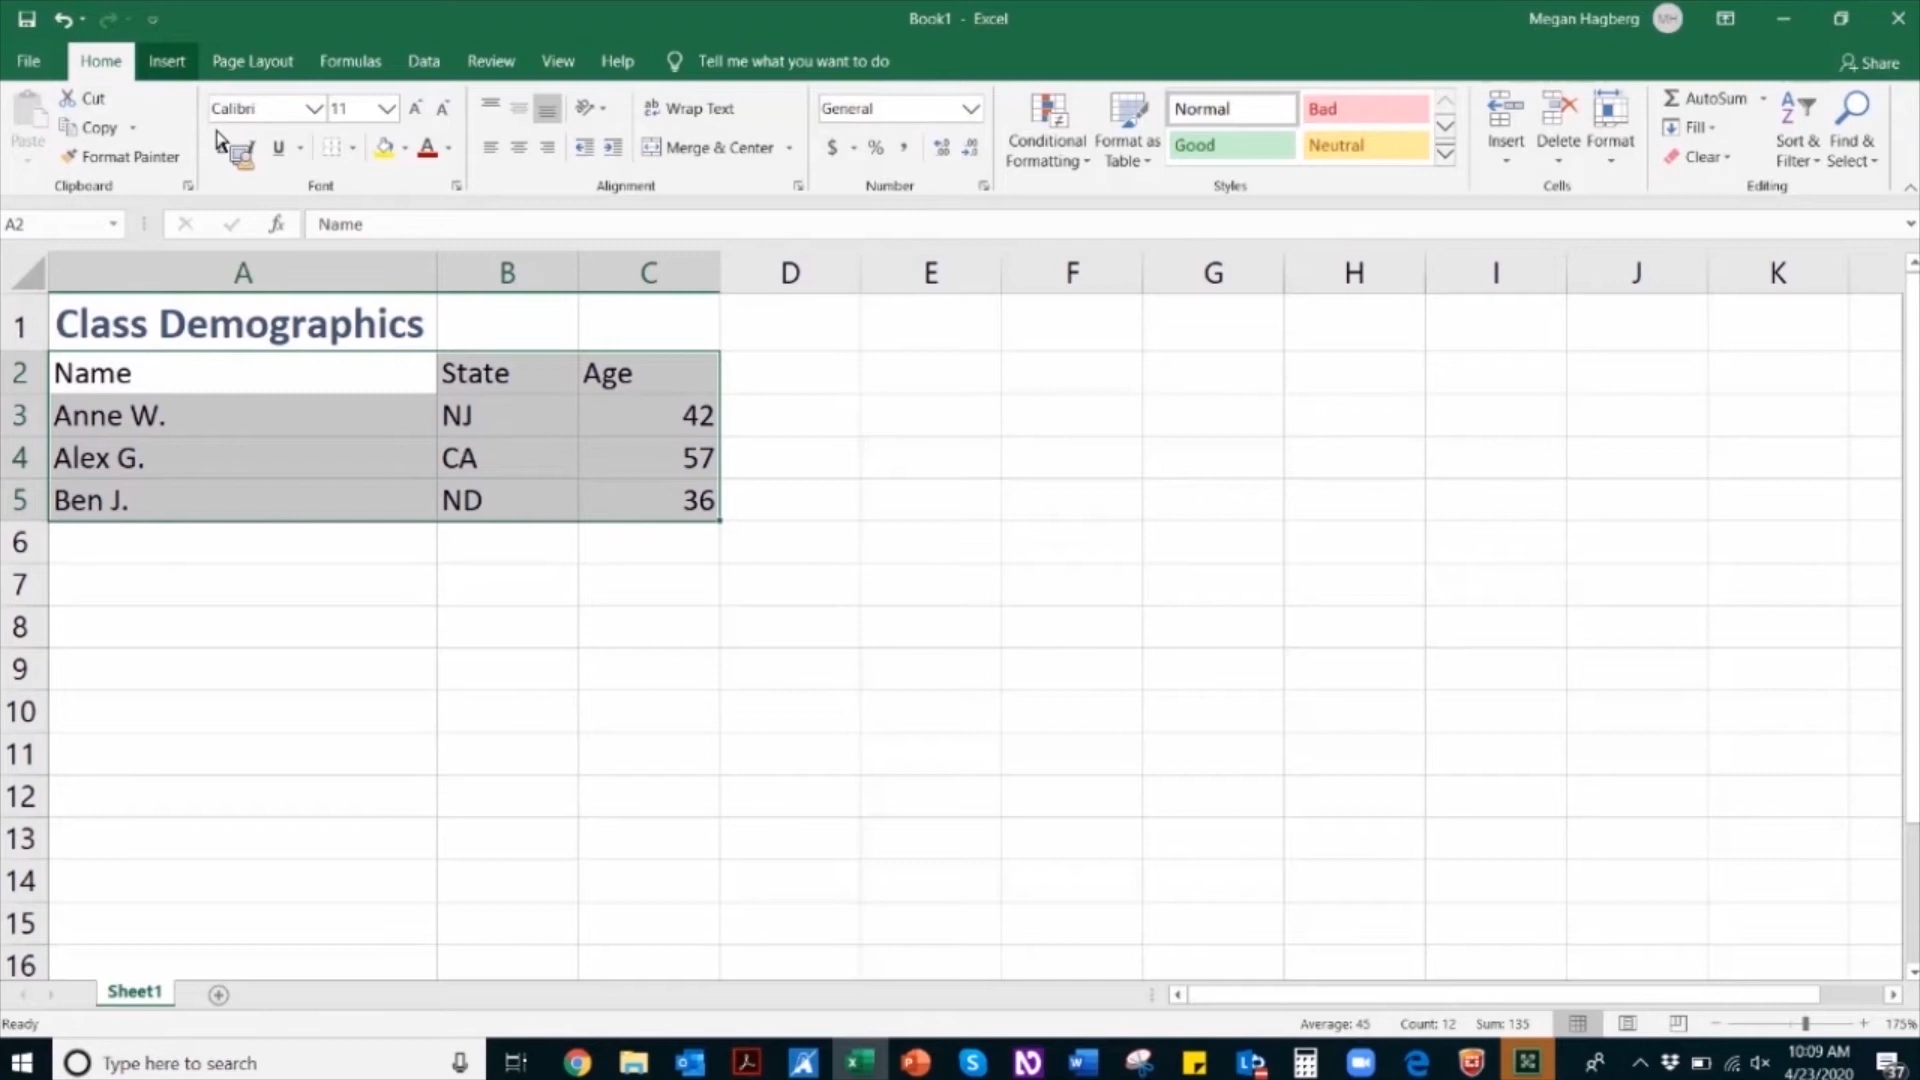 Book1 - Excel
Megan Hagberg
MH
File Home Insert Page Layout Formulas Data Review View Help Tell me what you want to do Share
Paste
Cut
Copy
Format Painter
Clipboard
Calibri 11 A A
U A
Font
ab Wrap Text
Merge & Center
Alignment
General
$ % ,
Number
Conditional Formatting
Format as Table
Normal Bad
Good Neutral
Styles
Insert Delete Format
Cells
AutoSum
Fill
Clear
Sort & Filter
Find & Select
Editing
A2 fx Name
A B C D E F G H I J K
1 Class Demographics
2 Name State Age
3 Anne W. NJ 42
4 Alex G. CA 57
5 Ben J. ND 36
6
7
8
9
10
11
12
13
14
15
16
Sheet1
Ready Average: 45 Count: 12 Sum: 135 175%
Type here to search
10:09 AM
4/23/2020
37